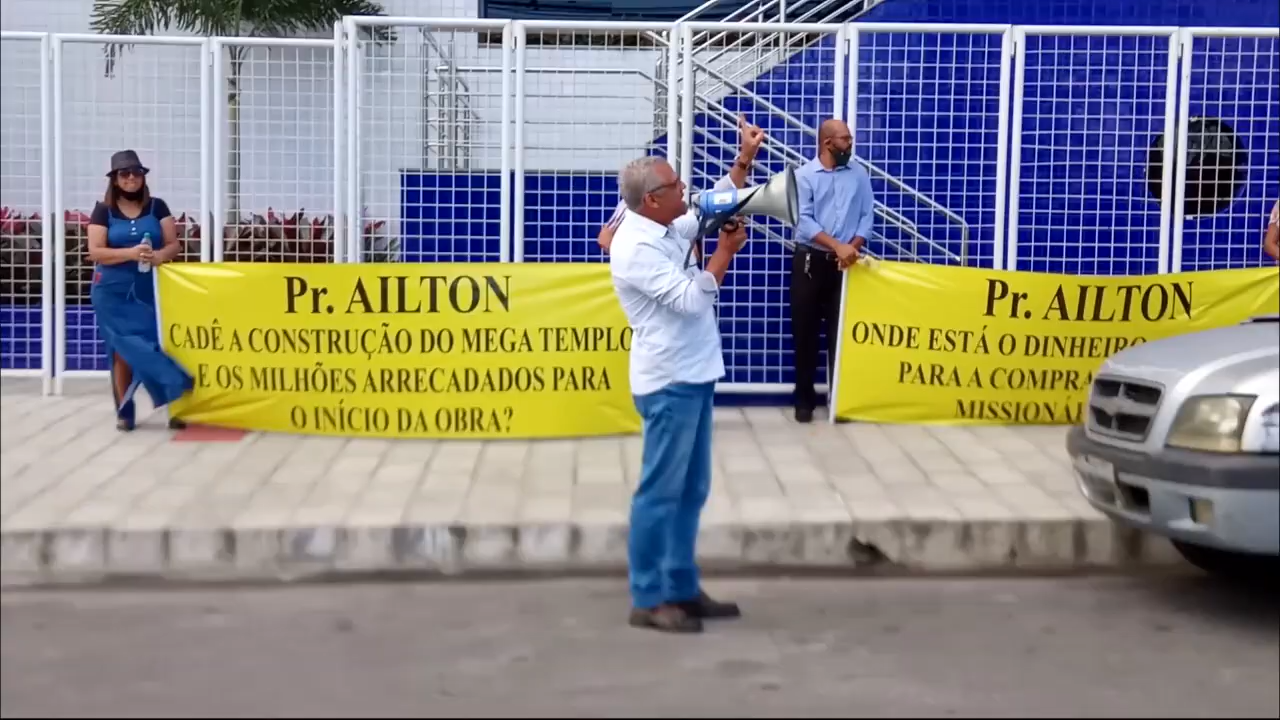 Pr. AILTON
CADÊ A CONSTRUÇÃO DO MEGA TEMPLO
E OS MILHÕES ARRECADADOS PARA
O INÍCIO DA OBRA?
Pr. AILTON
ONDE ESTÁ O DINHEIRO
PARA A COMPRA